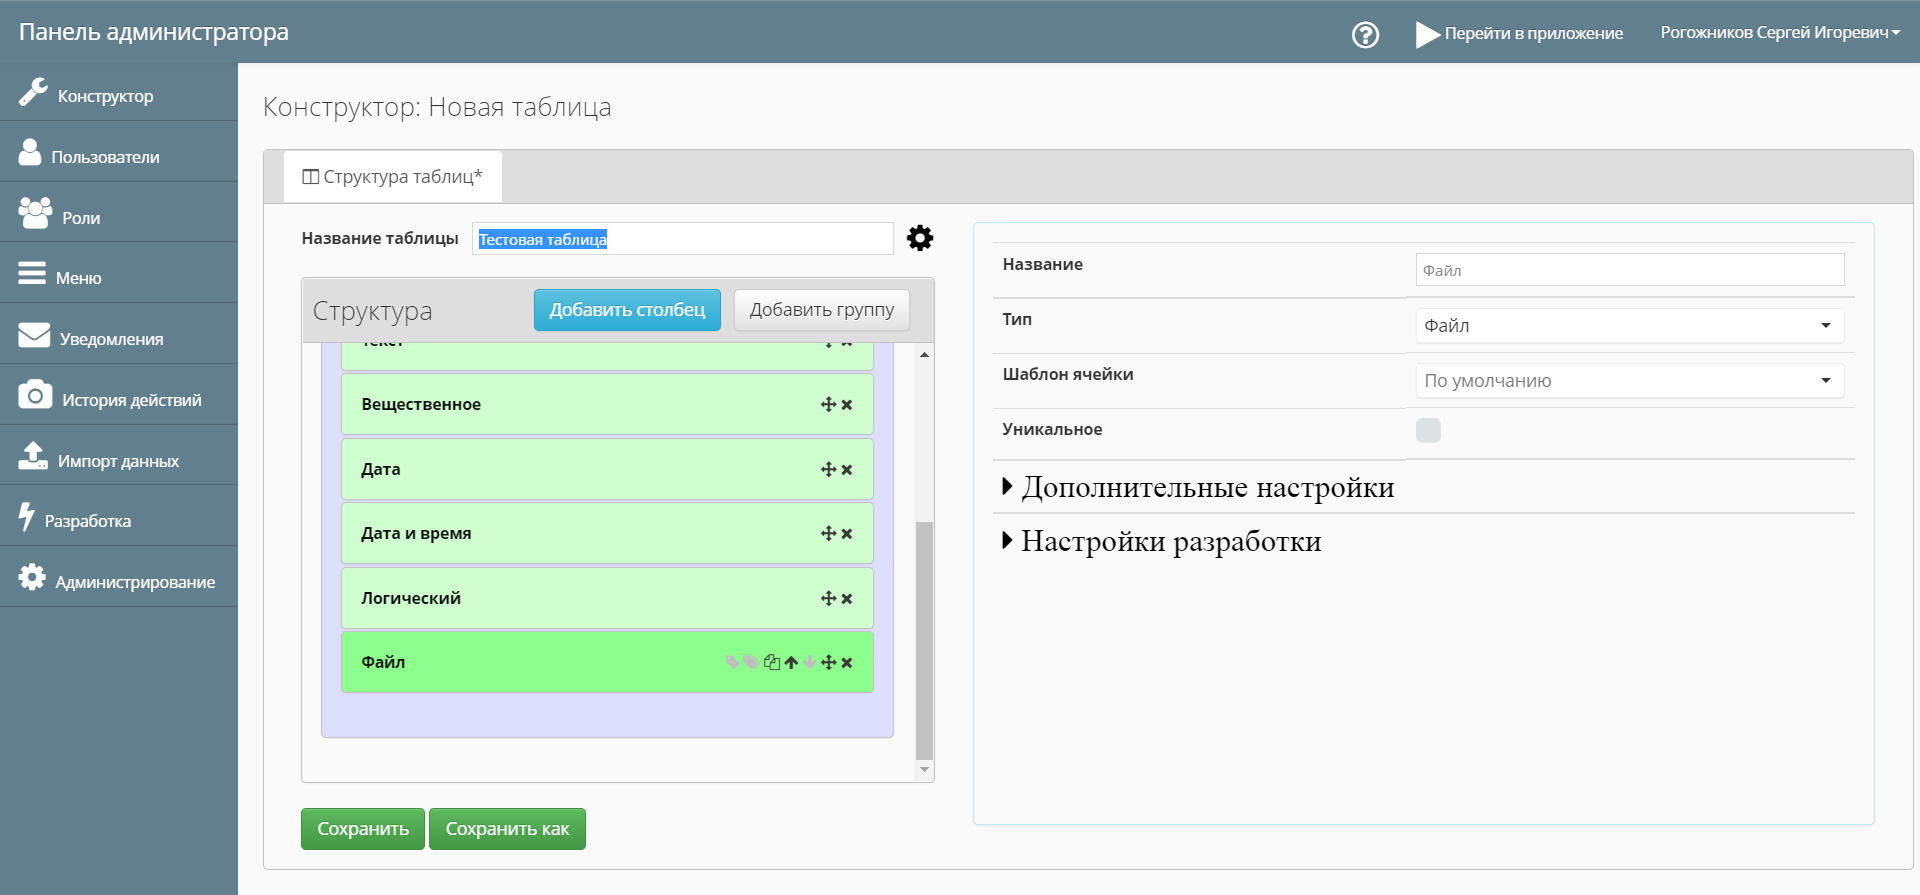 Панель администратора
Перейти в приложение
Рогожников Сергей Игоревич
Конструктор
Пользователи
Роли
Меню
Уведомления
История действий
Импорт данных
Разработка
Администрирование
Конструктор: Новая таблица
Структура таблиц*
Название таблицы
Тестовая таблица
Структура
Добавить столбец
Добавить группу
Текст
Вещественное
Дата
Дата и время
Логический
Файл
Сохранить
Сохранить как
Название
Файл
Тип
Файл
Шаблон ячейки
По умолчанию
Уникальное
Дополнительные настройки
Настройки разработки